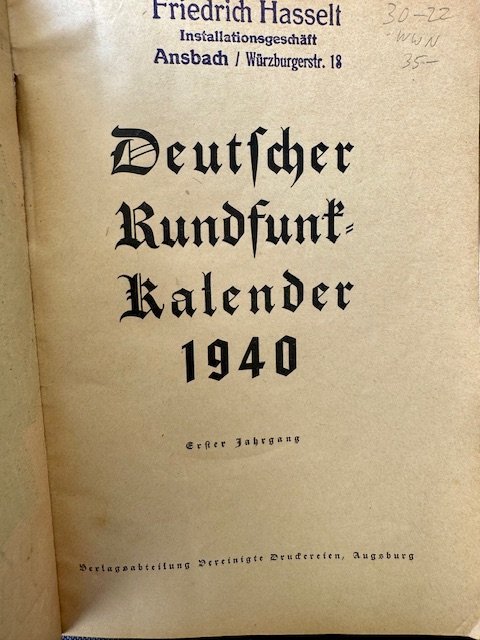 Friedrich Hasselt
Installationsgeschäft
Ansbach / Würzburgerstr. 18
30-22
WWN
35-
Deutſcher
Rundfunk-
Kalender
1940
Erſter Jahrgang
Verlagsabteilung Vereinigte Druckereien, Augsburg